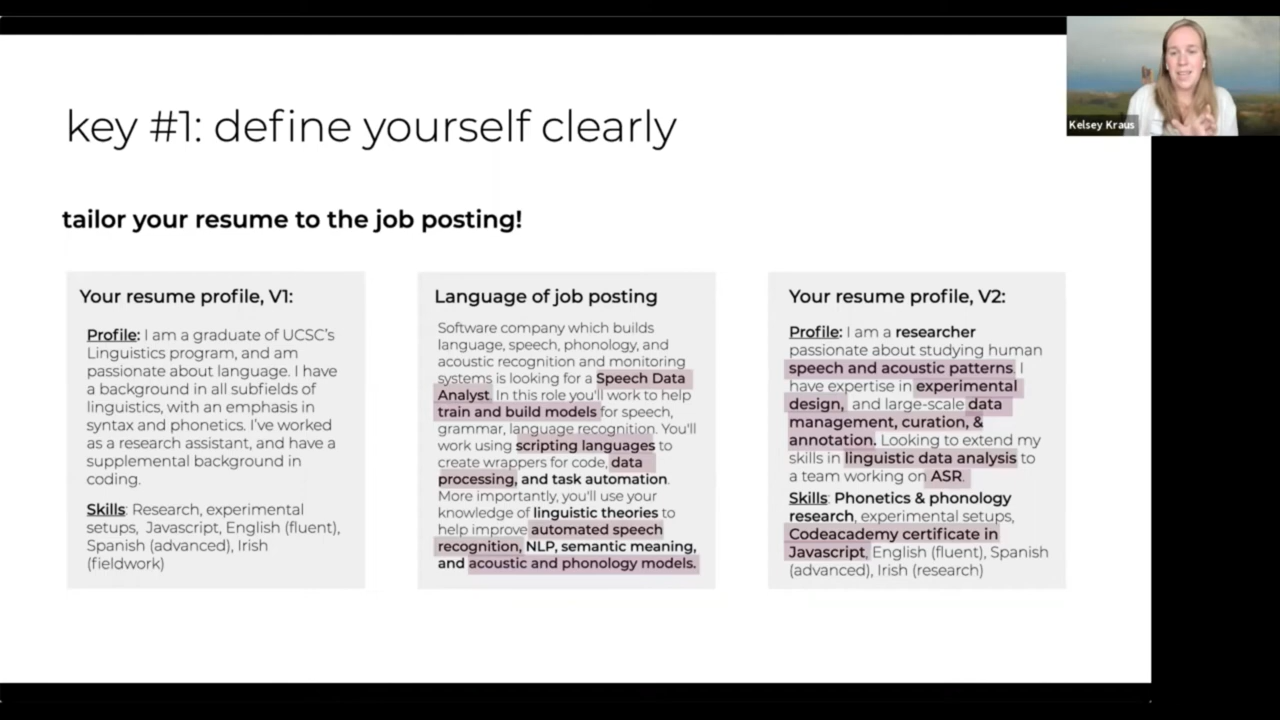 Kelsey Kraus
key #1: define yourself clearly
tailor your resume to the job posting!
Your resume profile, V1:
Profile: I am a graduate of UCSC's
Linguistics program, and am
passionate about language. I have
a background in all subfields of
linguistics, with an emphasis in
syntax and phonetics. I've worked
as a research assistant, and have a
supplemental background in
coding.
Skills: Research, experimental
setups, Javascript, English (fluent),
Spanish (advanced), Irish
(fieldwork)
Language of job posting
Software company which builds
language, speech, phonology, and
acoustic recognition and monitoring
systems is looking for a Speech Data
Analyst. In this role you'll work to help
train and build models for speech,
grammar, language recognition. You'll
work using scripting languages to
create wrappers for code, data
processing, and task automation.
More importantly, you'll use your
knowledge of linguistic theories to
help improve automated speech
recognition, NLP, semantic meaning,
and acoustic and phonology models.
Your resume profile, V2:
Profile: I am a researcher
passionate about studying human
speech and acoustic patterns. I
have expertise in experimental
design, and large-scale data
management, curation, &
annotation. Looking to extend my
skills in linguistic data analysis to
a team working on ASR.
Skills: Phonetics & phonology
research, experimental setups,
Codeacademy certificate in
Javascript, English (fluent), Spanish
(advanced), Irish (research)